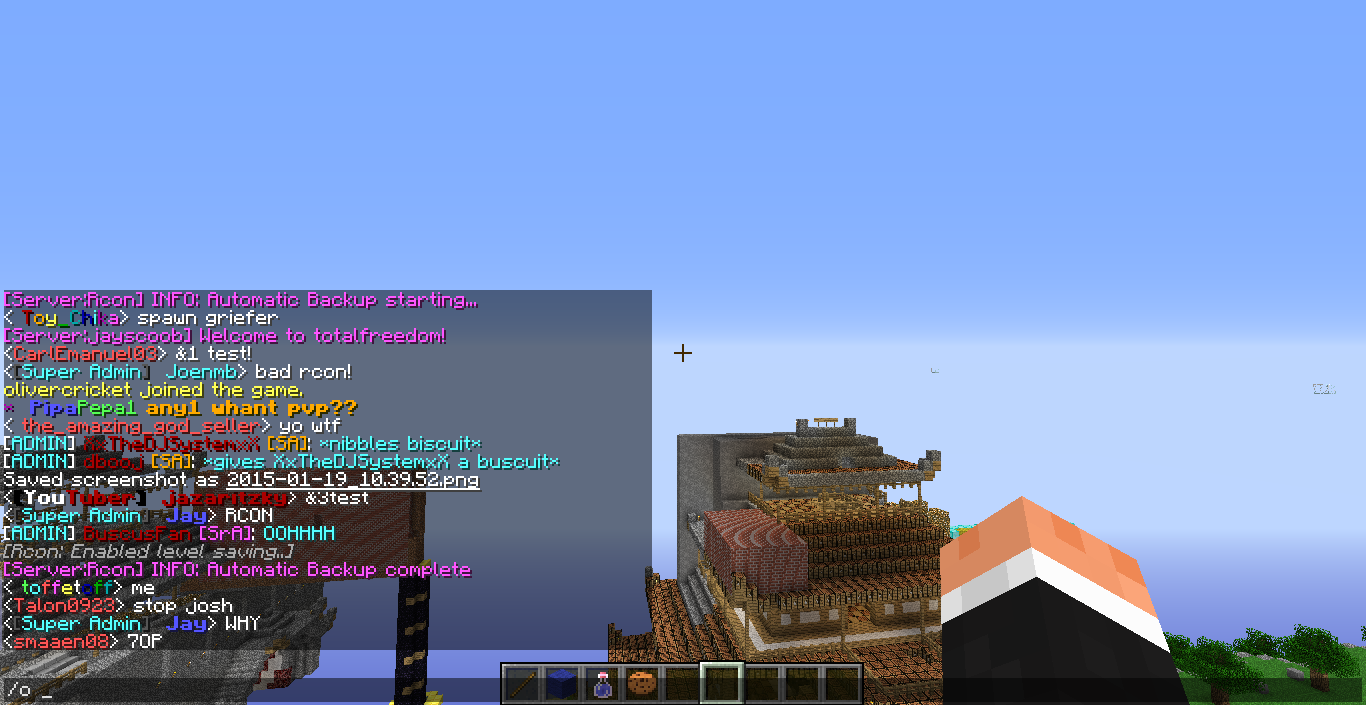 [Server:Rcon] INFO: Automatic Backup starting...
< Toy_Chika> spawn griefer
[Server:jayscoob] Welcome to totalfreedom!
<CarlEmanuel03> &1 test!
<[Super Admin] Joenmb> bad rcon!
olivercricket joined the game.
* PipaPepa1 any1 whant pvp??
< the_amazing_god_seller> yo wtf
[ADMIN] XxTheDJSystemxX [SA]: *nibbles biscuit*
[ADMIN] dbooj [SA]: *gives XxTheDJSystemxX a buscuit*
Saved screenshot as 2015-01-19_10.39.52.png
<[YouTuber] jazaritzky> &3test
<[Super Admin] Jay> RCON
[ADMIN] BuscusFan [SrA]: OOHHHH
[Rcon: Enabled level saving..]
[Server:Rcon] INFO: Automatic Backup complete
< toffetoff> me
<Talon0923> stop josh
<[Super Admin] Jay> WHY
<smaaen08> 7OP
/o _